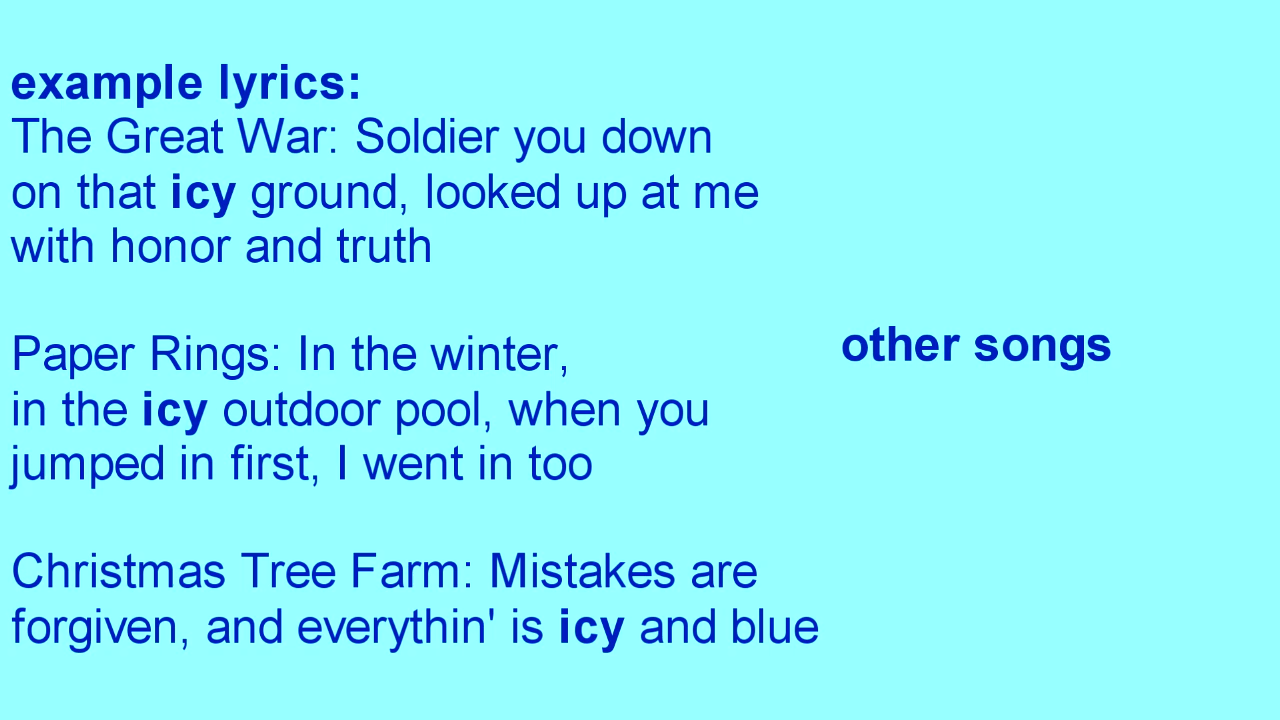 example lyrics:
The Great War: Soldier you down
on that icy ground, looked up at me
with honor and truth
Paper Rings: In the winter,
in the icy outdoor pool, when you
jumped in first, I went in too
Christmas Tree Farm: Mistakes are
forgiven, and everythin' is icy and blue
other songs